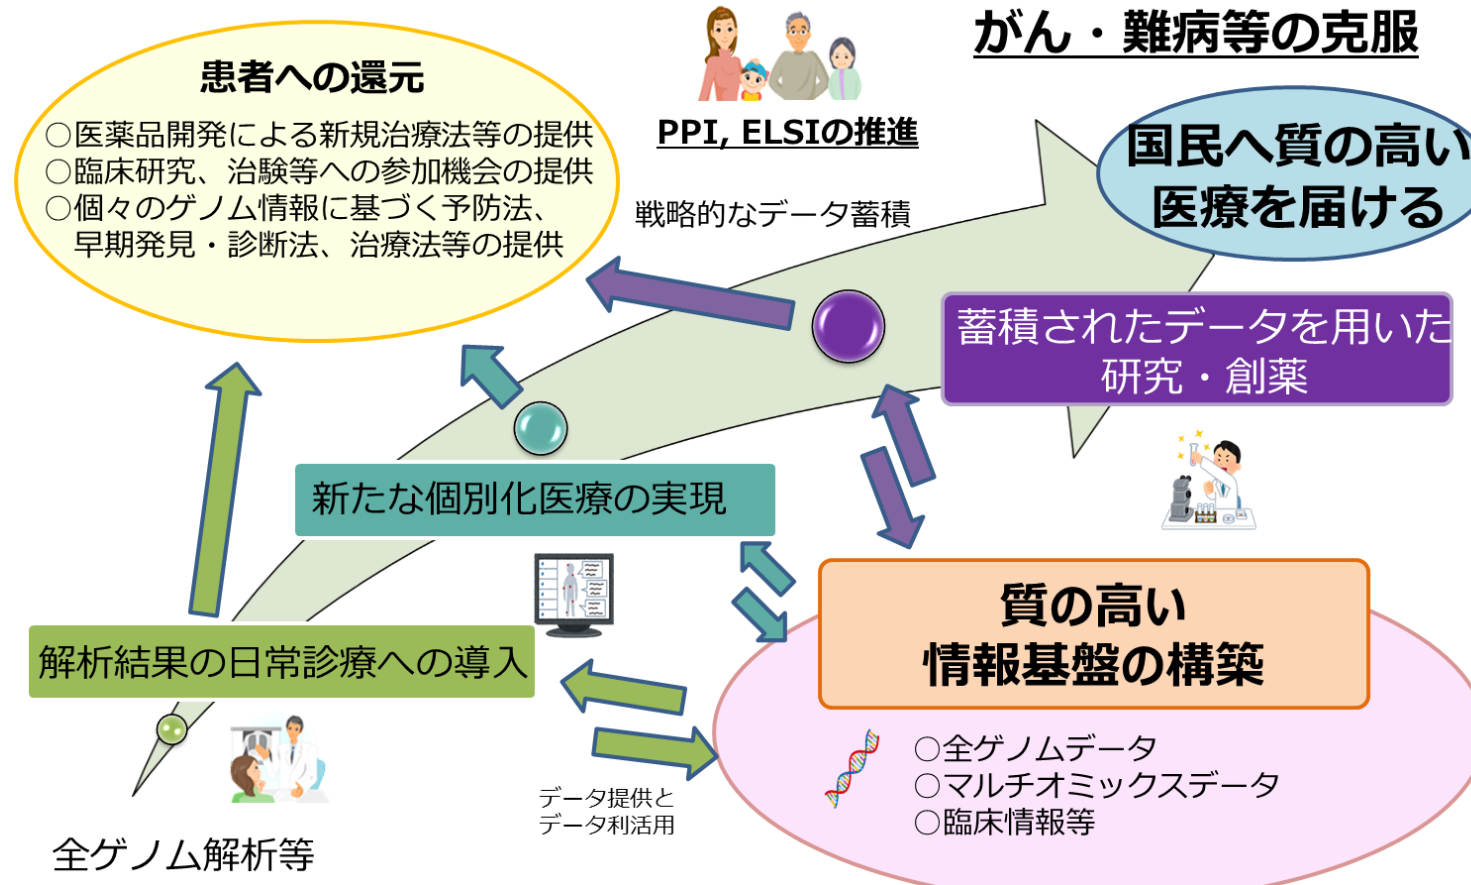 がん・難病等の克服
患者への還元
○医薬品開発による新規治療法等の提供
○臨床研究、治験等への参加機会の提供
○個々のゲノム情報に基づく予防法、
早期発見・診断法、治療法等の提供
PPI, ELSIの推進
国民へ質の高い
医療を届ける
戦略的なデータ蓄積
蓄積されたデータを用いた
研究・創薬
新たな個別化医療の実現
質の高い
情報基盤の構築
解析結果の日常診療への導入
○全ゲノムデータ
○マルチオミックスデータ
○臨床情報等
データ提供と
データ利活用
全ゲノム解析等